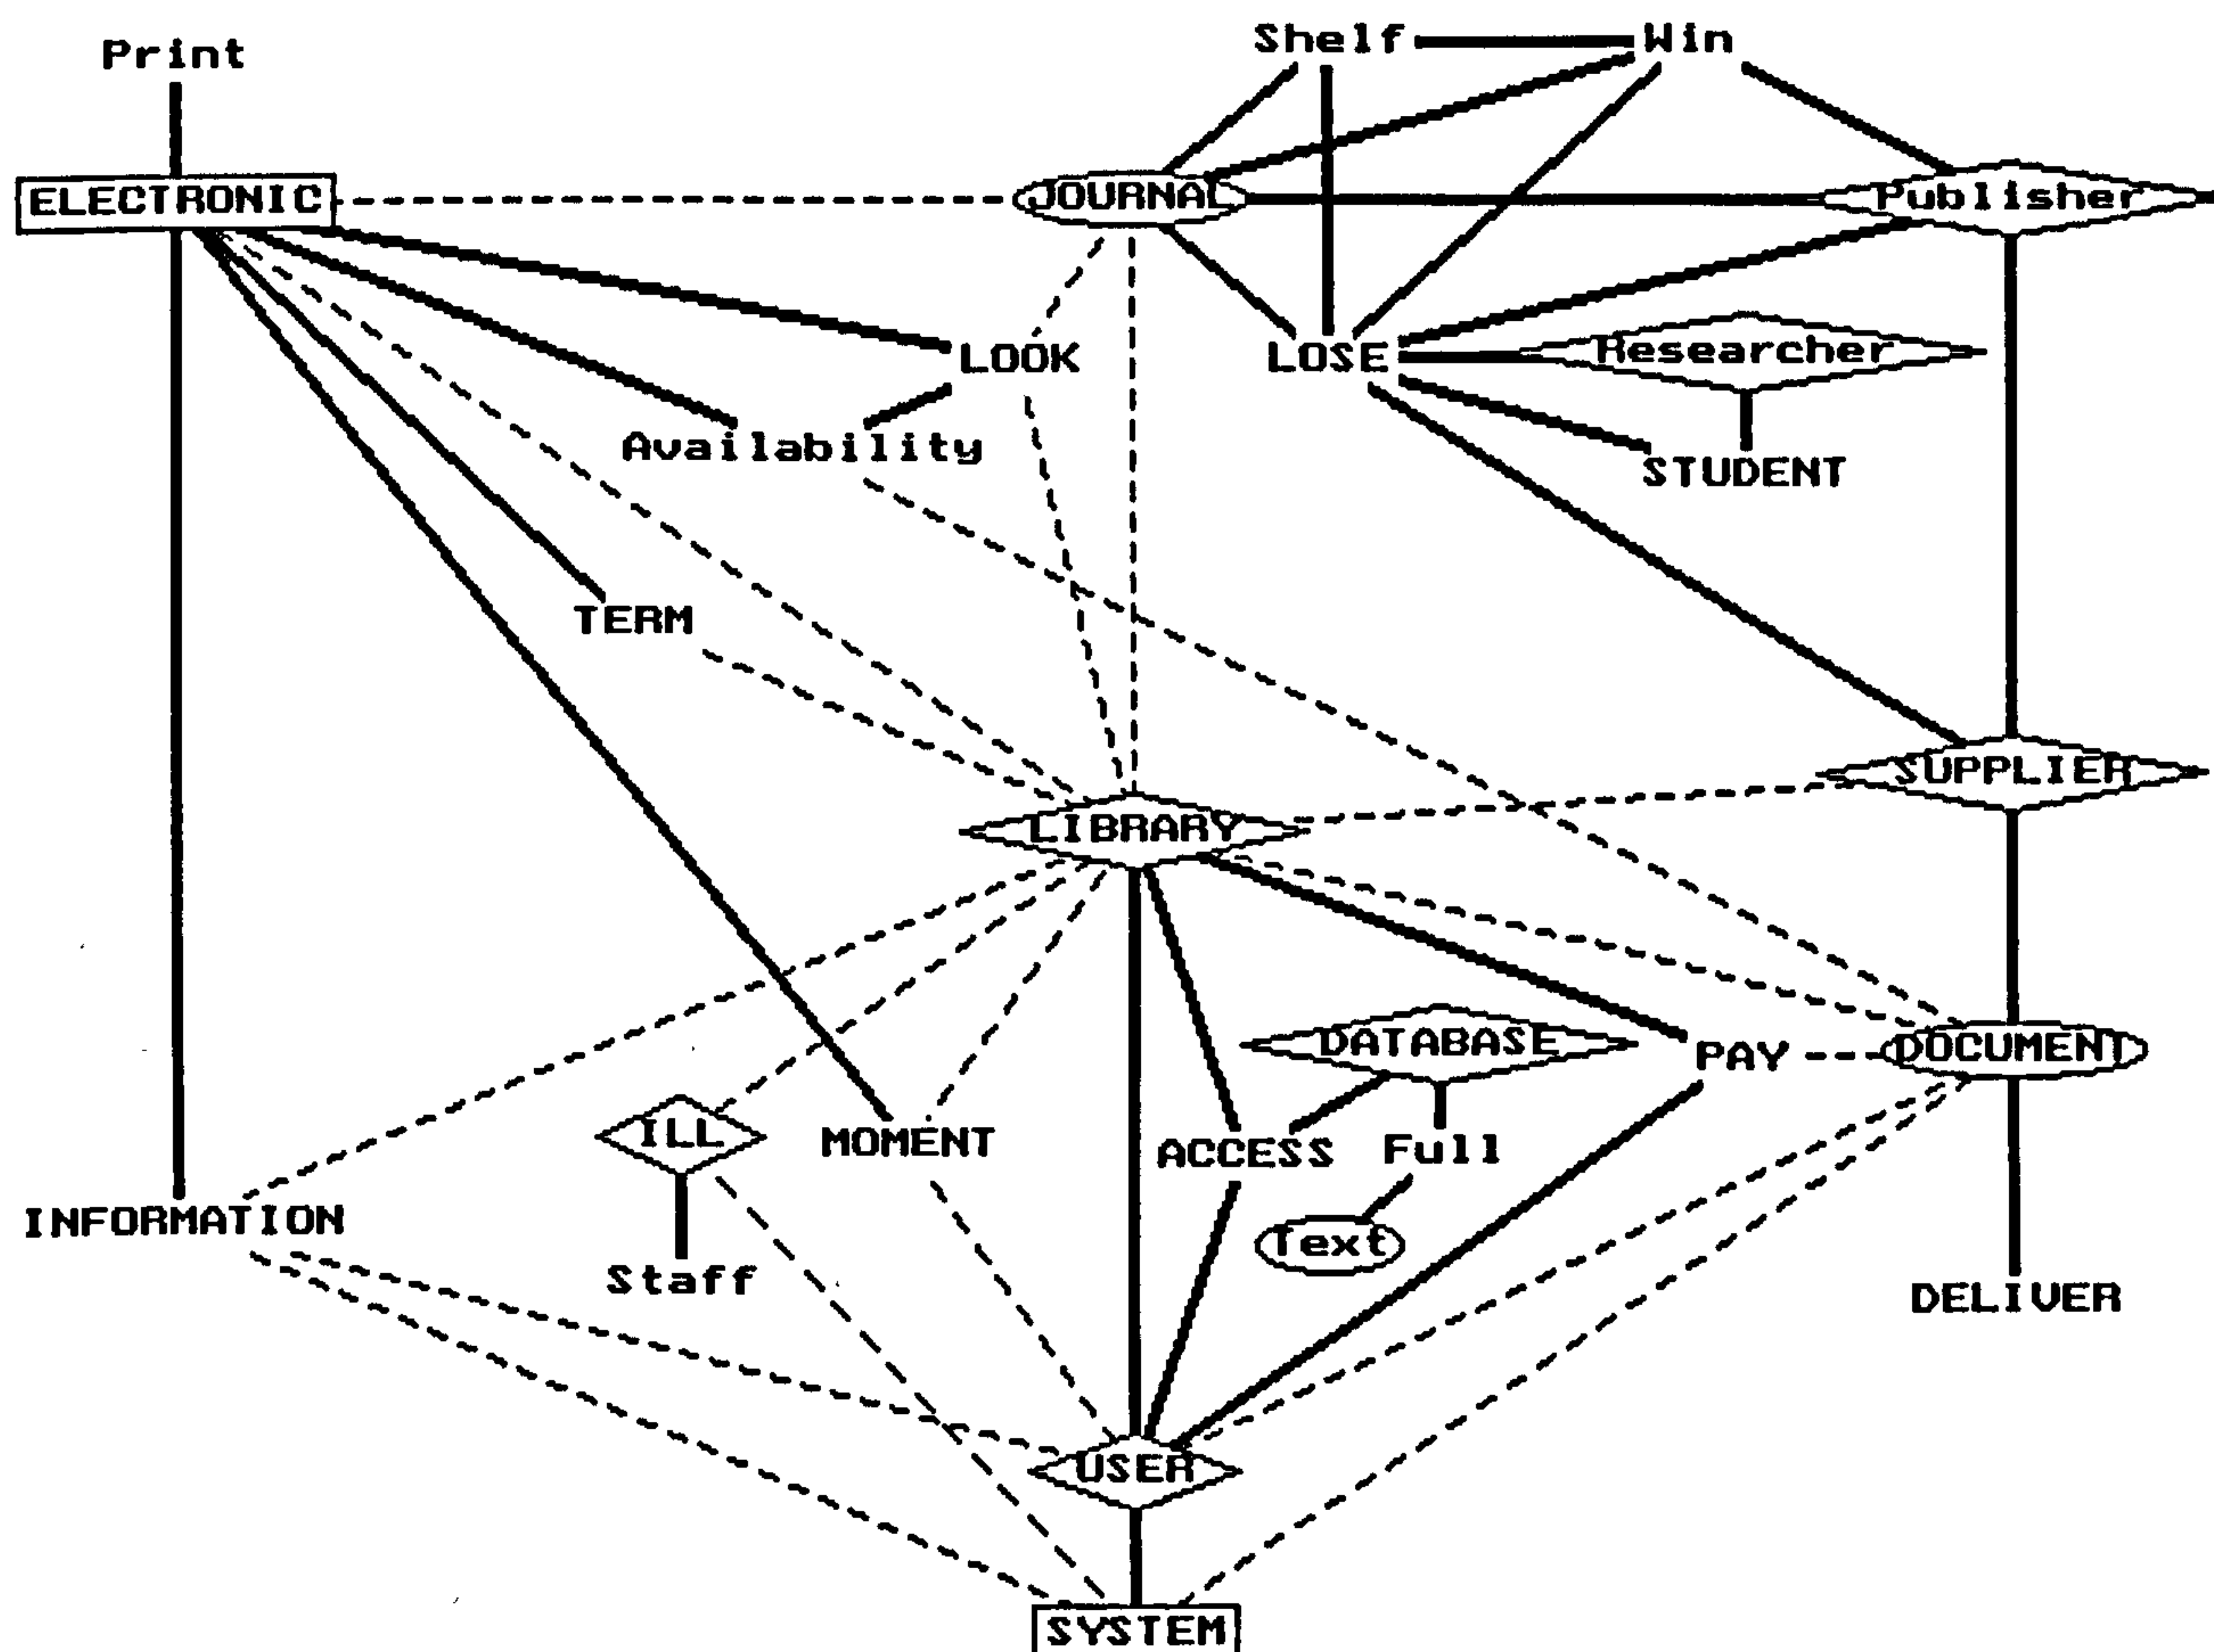 Shelf
Win
Print
ELECTRONIC
JOURNAL
Publisher
LOOK
LOSE
Researcher
Availability
STUDENT
TERM
SUPPLIER
LIBRARY
DATABASE
PAY
DOCUMENT
ILL
MOMENT
ACCESS
Full
INFORMATION
Text
Staff
DELIVER
USER
SYSTEM